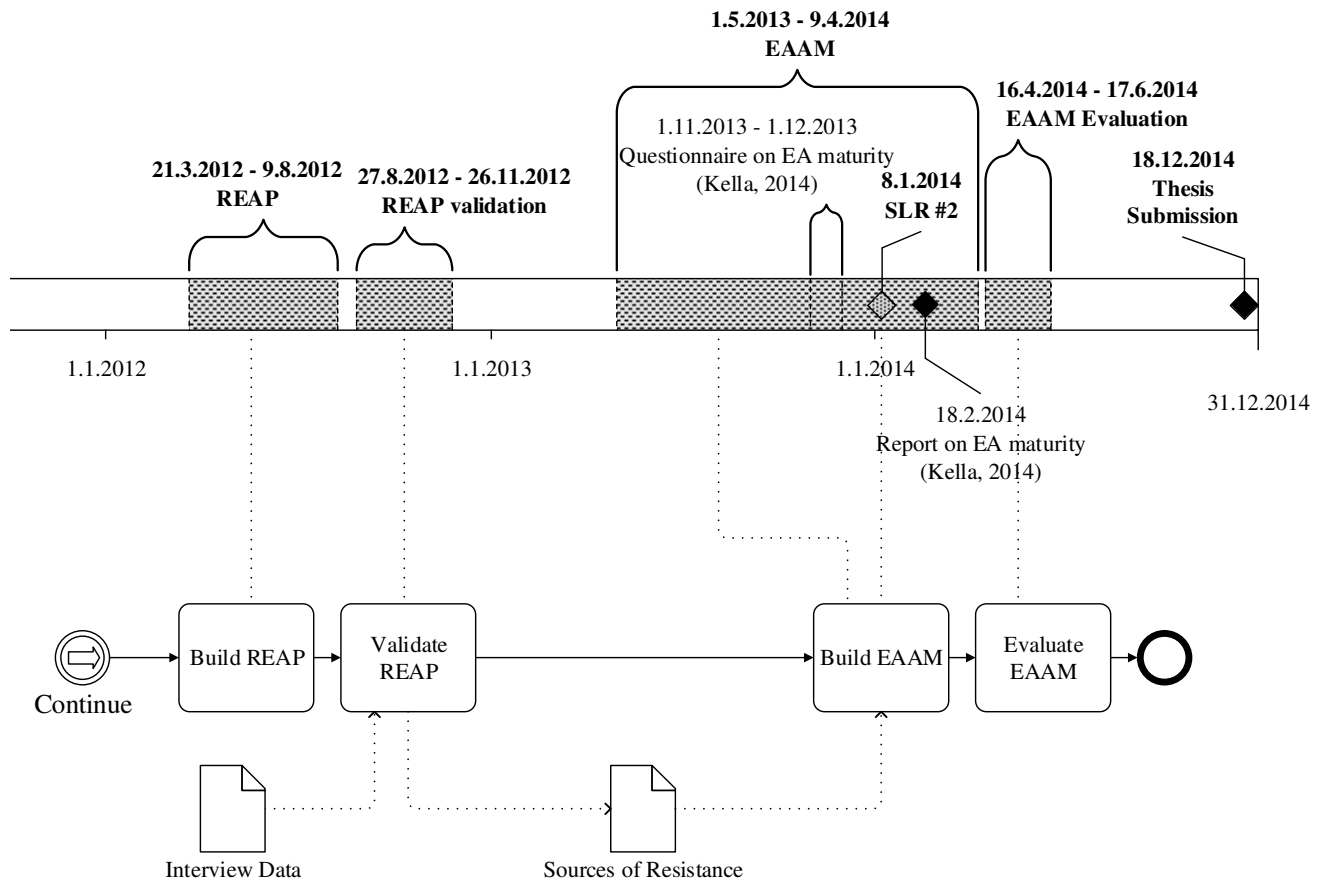 1.5.2013 - 9.4.2014
EAAM
16.4.2014 - 17.6.2014
EAAM Evaluation
1.11.2013 - 1.12.2013
Questionnaire on EA maturity
(Kella, 2014)
21.3.2012 - 9.8.2012
REAP
27.8.2012 - 26.11.2012
REAP validation
8.1.2014
SLR #2
18.12.2014
Thesis
Submission
1.1.2012
1.1.2013
1.1.2014
31.12.2014
18.2.2014
Report on EA maturity
(Kella, 2014)
Continue
Build REAP
Validate
REAP
Build EAAM
Evaluate
EAAM
Interview Data
Sources of Resistance